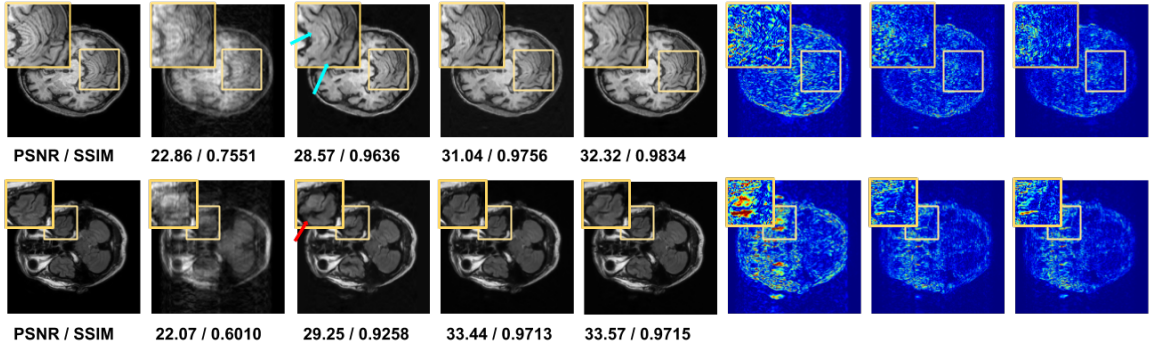 PSNR / SSIM 22.86 / 0.7551 28.57 / 0.9636 31.04 / 0.9756 32.32 / 0.9834
PSNR / SSIM 22.07 / 0.6010 29.25 / 0.9258 33.44 / 0.9713 33.57 / 0.9715